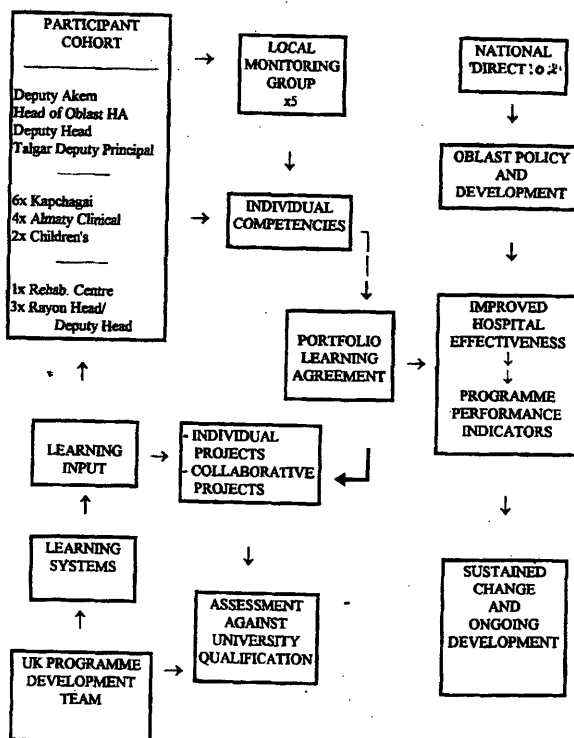 PARTICIPANT
COHORT
Deputy Akem
Head of Oblast HA
Deputy Head
Talgar Deputy Principal
6x Kapchagai
4x Almaty Clinical
2x Children's
1x Rehab. Centre
3x Rayon Head/
Deputy Head
LOCAL
MONITORING
GROUP
x5
NATIONAL
INDIVIDUAL
COMPETENCIES
OBLAST POLICY
AND
DEVELOPMENT
PORTFOLIO
LEARNING
AGREEMENT
IMPROVED
HOSPITAL
EFFECTIVENESS
PROGRAMME
PERFORMANCE
INDICATORS
LEARNING
INPUT
- INDIVIDUAL
PROJECTS
- COLLABORATIVE
PROJECTS
LEARNING
SYSTEMS
ASSESSMENT
AGAINST
UNIVERSITY
QUALIFICATION
SUSTAINED
CHANGE
AND
ONGOING
DEVELOPMENT
UK PROGRAMME
DEVELOPMENT
TEAM